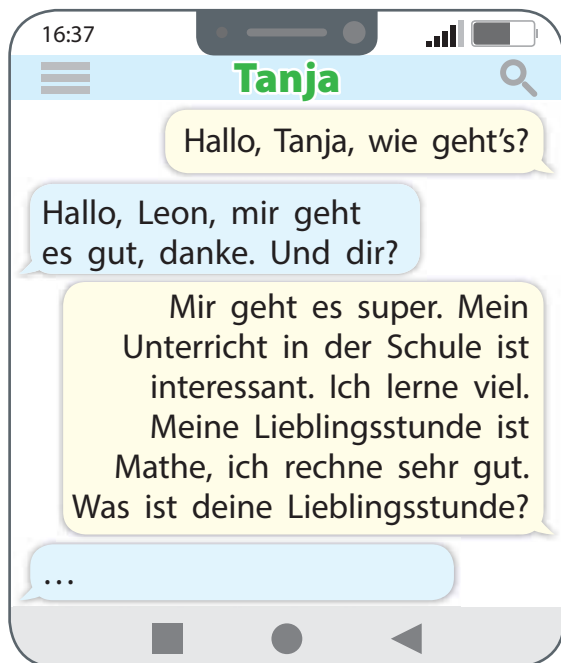 16:37
Tanja
Hallo, Tanja, wie geht’s?
Hallo, Leon, mir geht
es gut, danke. Und dir?
Mir geht es super. Mein
Unterricht in der Schule ist
interessant. Ich lerne viel.
Meine Lieblingsstunde ist
Mathe, ich rechne sehr gut.
Was ist deine Lieblingsstunde?
…